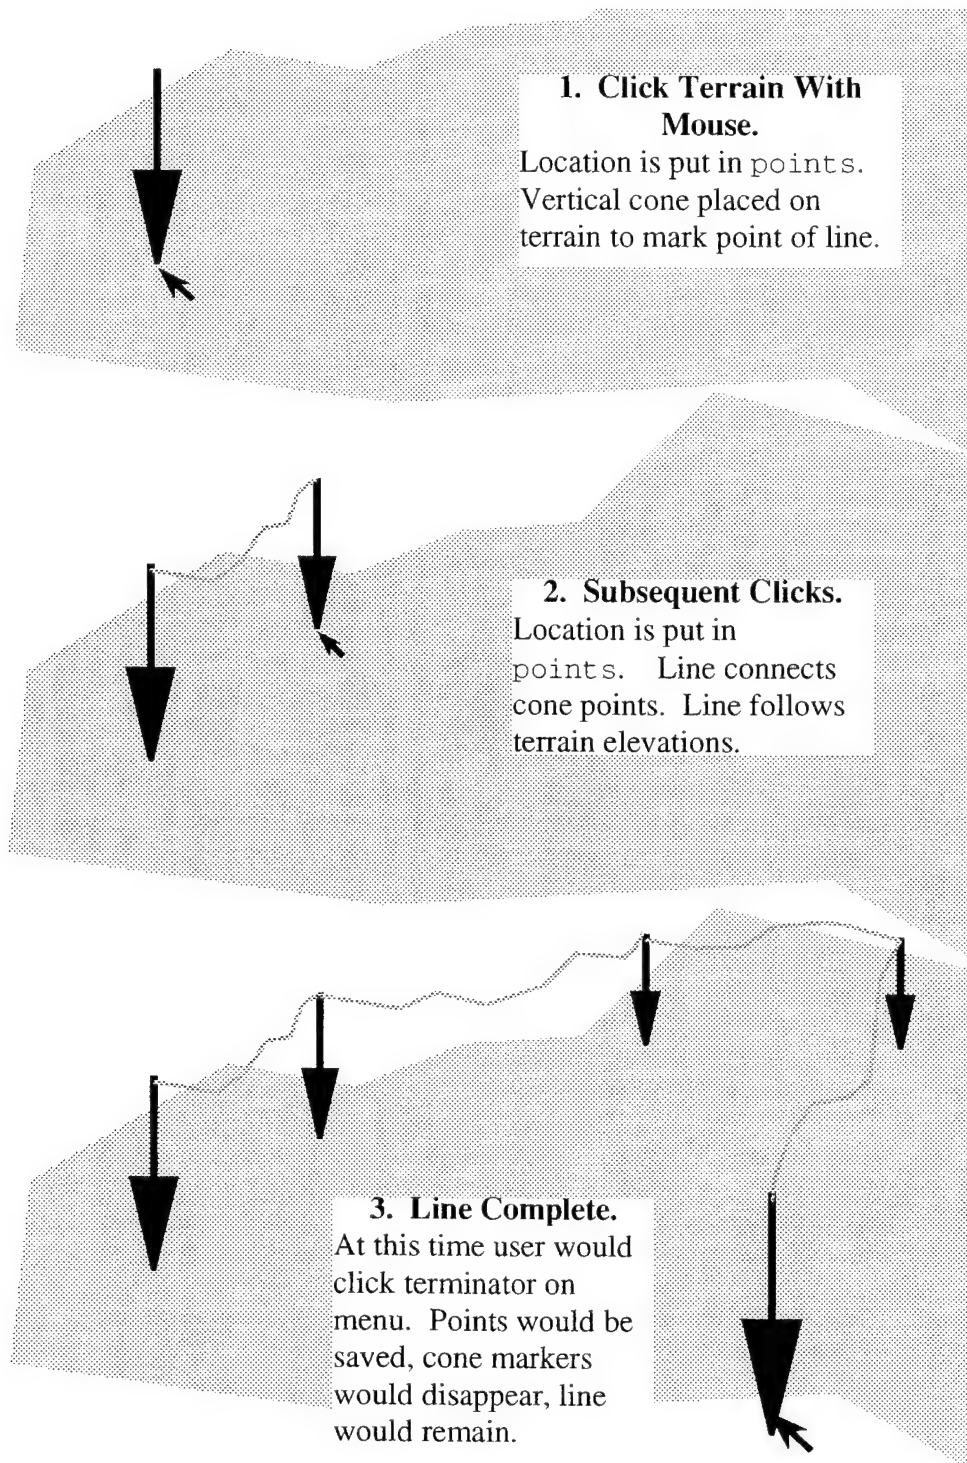 1. Click Terrain With
Mouse.
Location is put in points.
Vertical cone placed on
terrain to mark point of line.
2. Subsequent Clicks.
Location is put in
points. Line connects
cone points. Line follows
terrain elevations.
3. Line Complete.
At this time user would
click terminator on
menu. Points would be
saved, cone markers
would disappear, line
would remain.